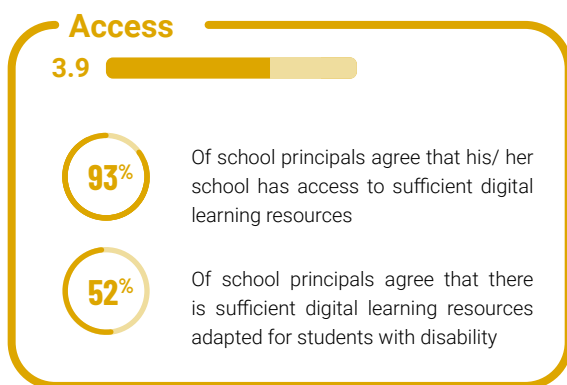 Access
3.9
93%
Of school principals agree that his/ her
school has access to sufficient digital
learning resources
52%
Of school principals agree that there
is sufficient digital learning resources
adapted for students with disability